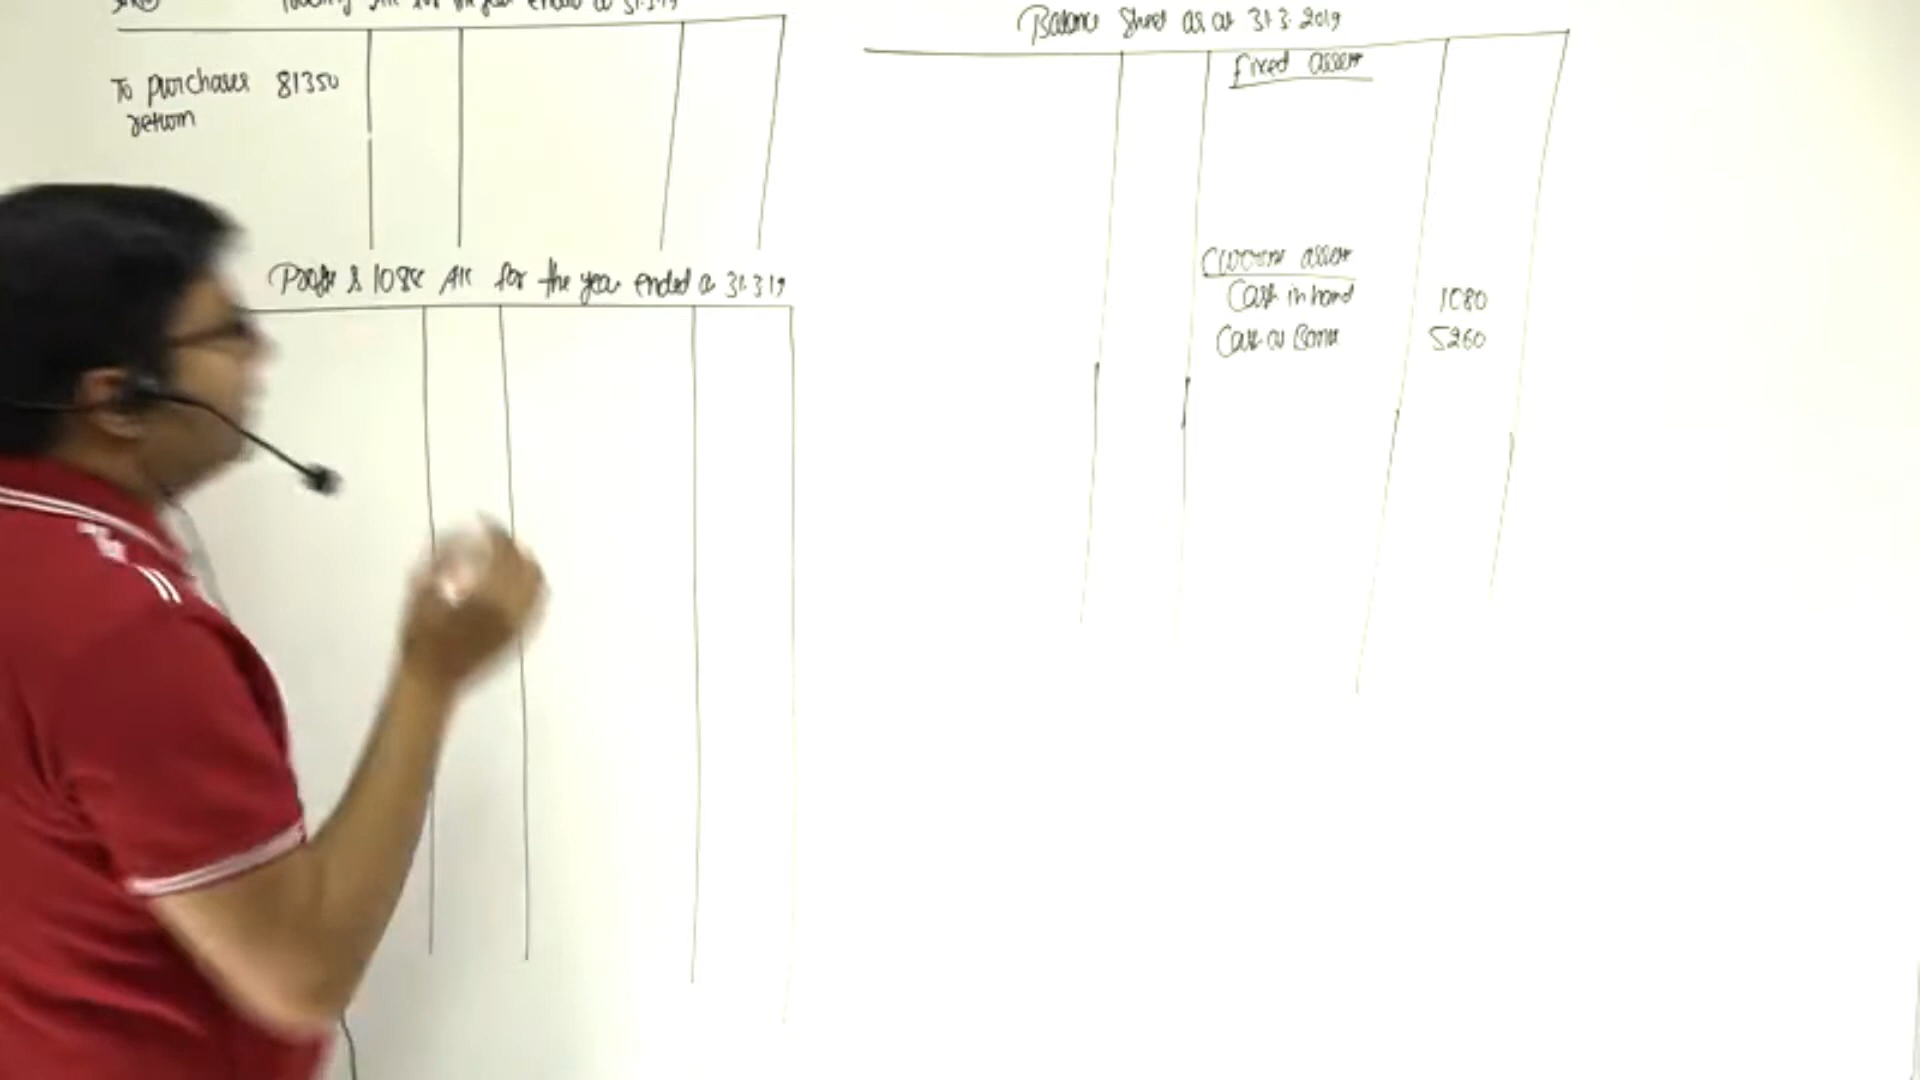 Trading A/c for the year ended @ 31.3.19
To purchases 81350
return
Profit & loss A/c for the year ended @ 31.3.19
Balance Sheet as at 31.3.2019
Fixed asset
Current asset
Cash in hand 1080
Cash at Bank 5260